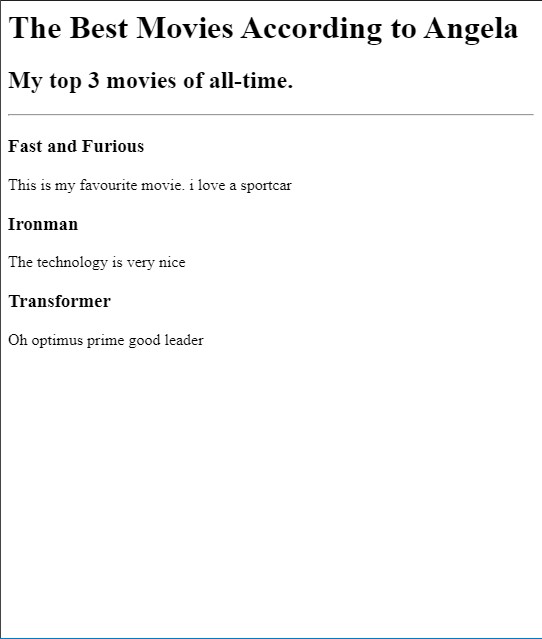 The Best Movies According to Angela
My top 3 movies of all-time.
Fast and Furious
This is my favourite movie. i love a sportcar
Ironman
The technology is very nice
Transformer
Oh optimus prime good leader